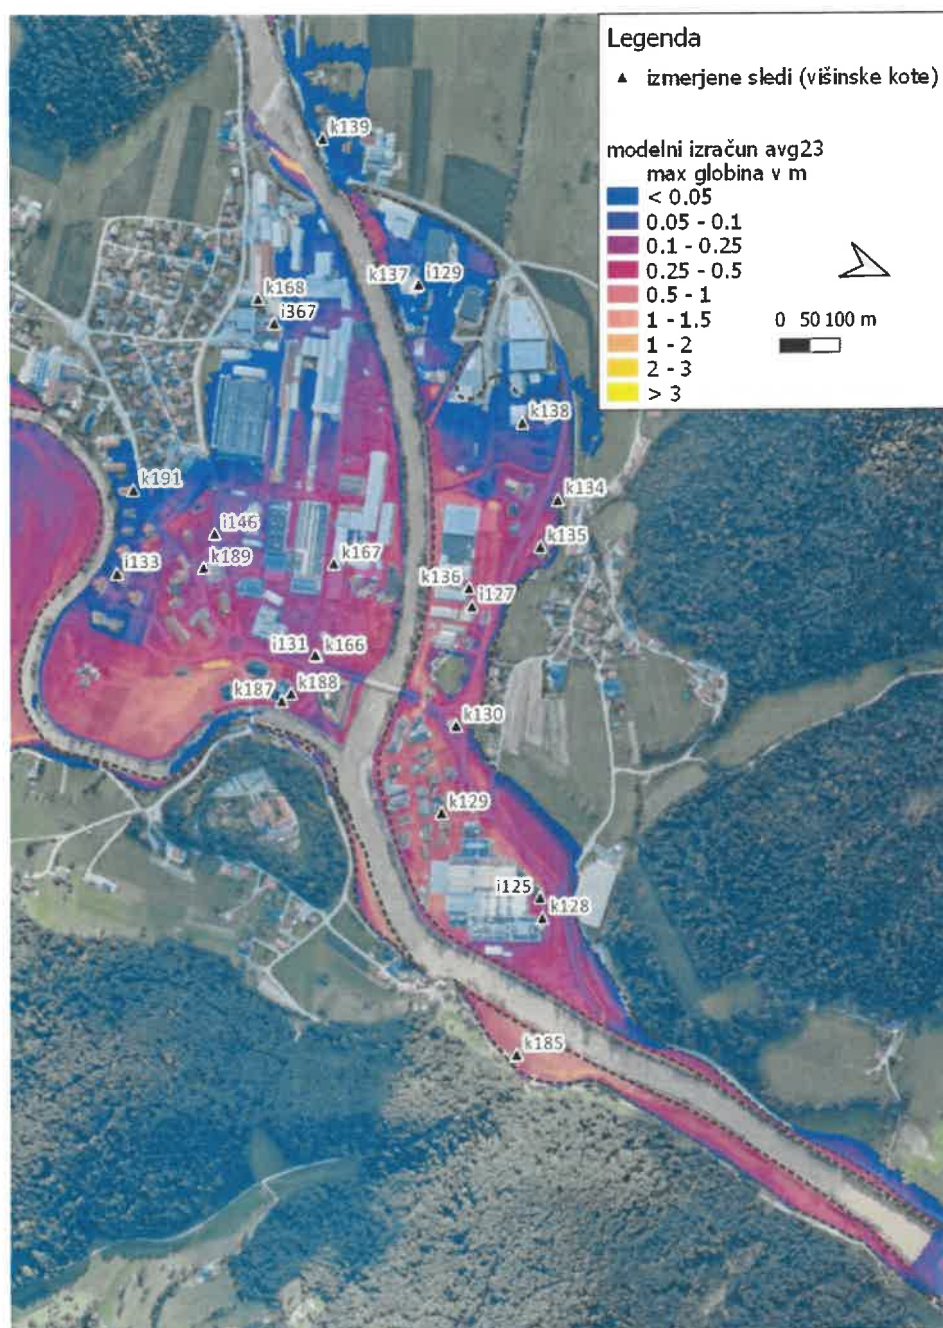 Legenda
izmerjene sledi (višinske kote)
modelni izračun avg23
max globina v m
< 0.05
0.05 - 0.1
0.1 - 0.25
0.25 - 0.5
0.5 - 1
1 - 1.5
1 - 2
2 - 3
> 3
0 50 100 m
k139
k137 i129
k168
i367
k138
k191
k134
i146
k135
k189
k167
i133
k136
i127
i131 k166
k187 k188
k130
k129
i125
k128
k185